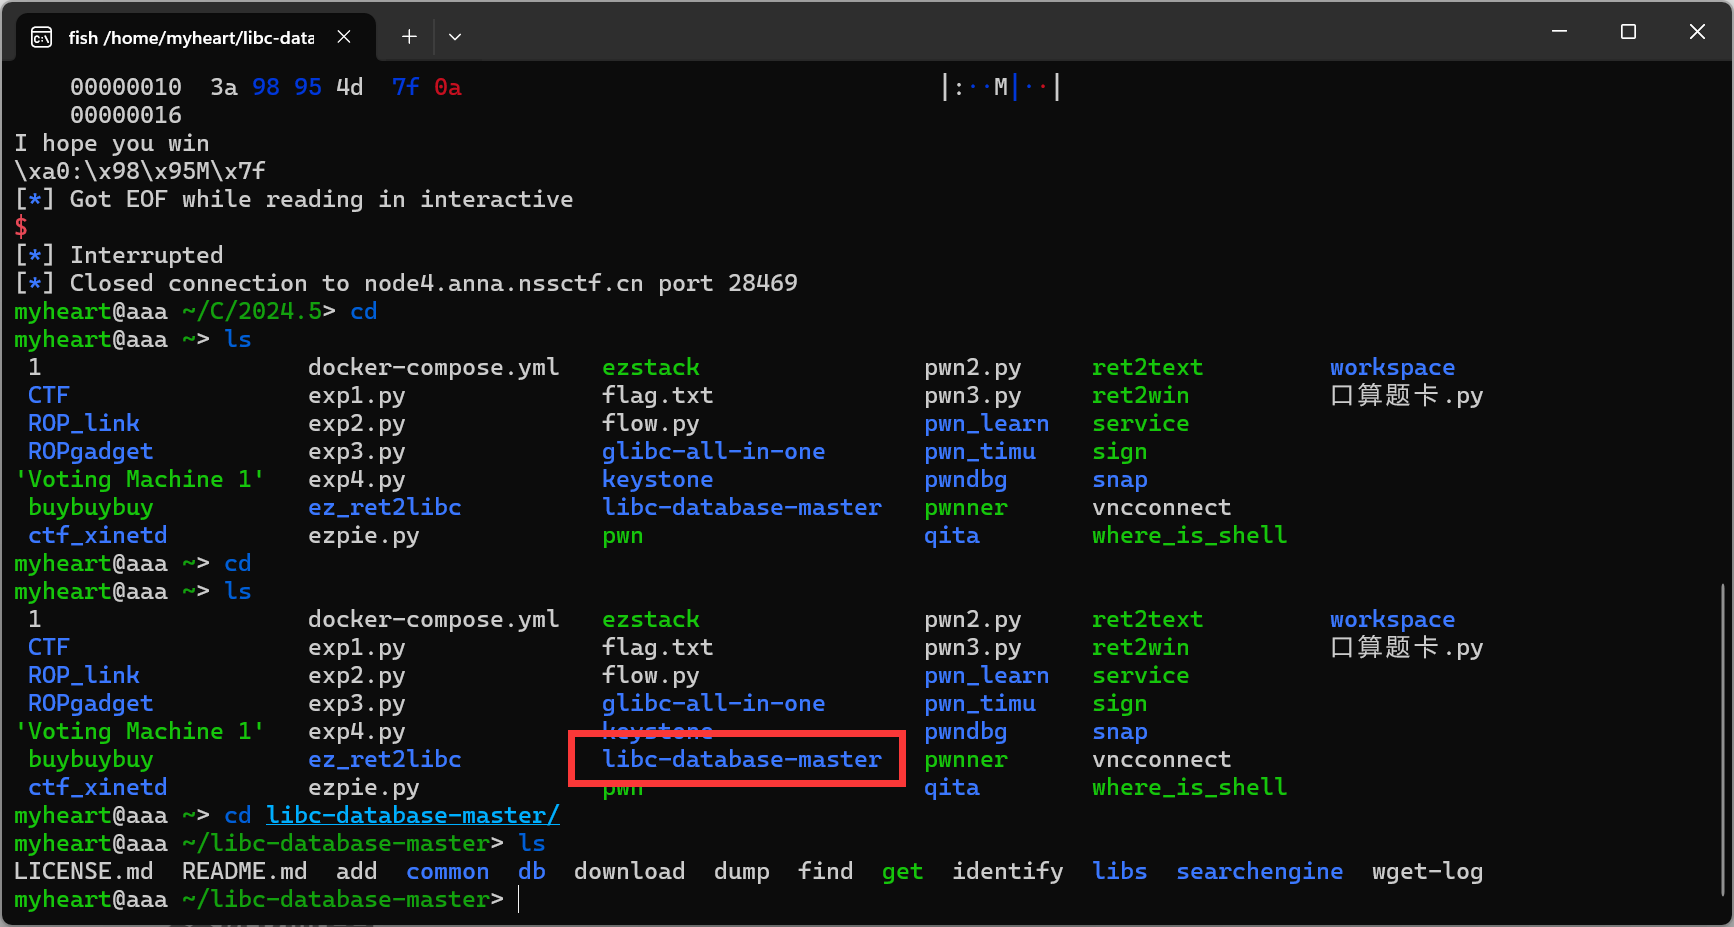 fish /home/myheart/libc-data
00000010  3a 98 95 4d  7f 0a  |:··M|··|
00000016
I hope you win
\xa0:\x98\x95M\x7f
[*] Got EOF while reading in interactive
$
[*] Interrupted
[*] Closed connection to node4.anna.nssctf.cn port 28469
myheart@aaa ~/C/2024.5> cd
myheart@aaa ~> ls
1  docker-compose.yml  ezstack  pwn2.py  ret2text  workspace
CTF  exp1.py  flag.txt  pwn3.py  ret2win  口算题卡.py
ROP_link  exp2.py  flow.py  pwn_learn  service
ROPgadget  exp3.py  glibc-all-in-one  pwn_timu  sign
'Voting Machine 1'  exp4.py  keystone  pwndbg  snap
buybuybuy  ez_ret2libc  libc-database-master  pwnner  vncconnect
ctf_xinetd  ezpie.py  pwn  qita  where_is_shell
myheart@aaa ~> cd
myheart@aaa ~> ls
1  docker-compose.yml  ezstack  pwn2.py  ret2text  workspace
CTF  exp1.py  flag.txt  pwn3.py  ret2win  口算题卡.py
ROP_link  exp2.py  flow.py  pwn_learn  service
ROPgadget  exp3.py  glibc-all-in-one  pwn_timu  sign
'Voting Machine 1'  exp4.py  keystone  pwndbg  snap
buybuybuy  ez_ret2libc  libc-database-master  pwnner  vncconnect
ctf_xinetd  ezpie.py  pwn  qita  where_is_shell
myheart@aaa ~> cd libc-database-master/
myheart@aaa ~/libc-database-master> ls
LICENSE.md  README.md  add  common  db  download  dump  find  get  identify  libs  searchengine  wget-log
myheart@aaa ~/libc-database-master>